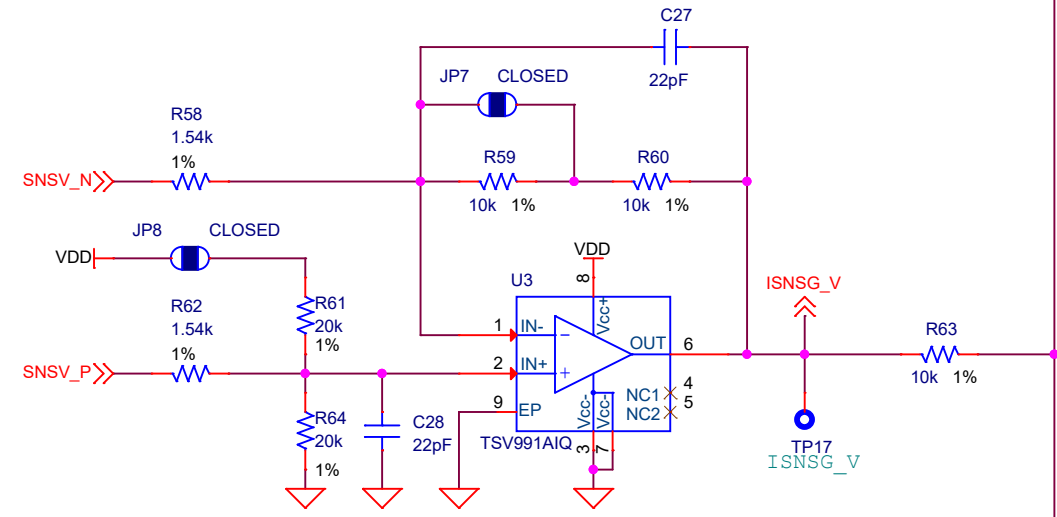 C27
22pF
JP7 CLOSED
R58
1.54k
1%
SNSV_N
R59
10k 1%
R60
10k 1%
JP8 CLOSED
VDD
VDD
8
U3
R61
20k
1%
R62
1.54k
1%
SNSV_P
1
IN-
2
IN+
9
EP
Vcc+
OUT
6
NC1
4
NC2
5
Vcc-
Vcc-
3
7
TSV991AIQ
R64
20k
1%
C28
22pF
ISNSG_V
R63
10k 1%
TP17
ISNSG_V